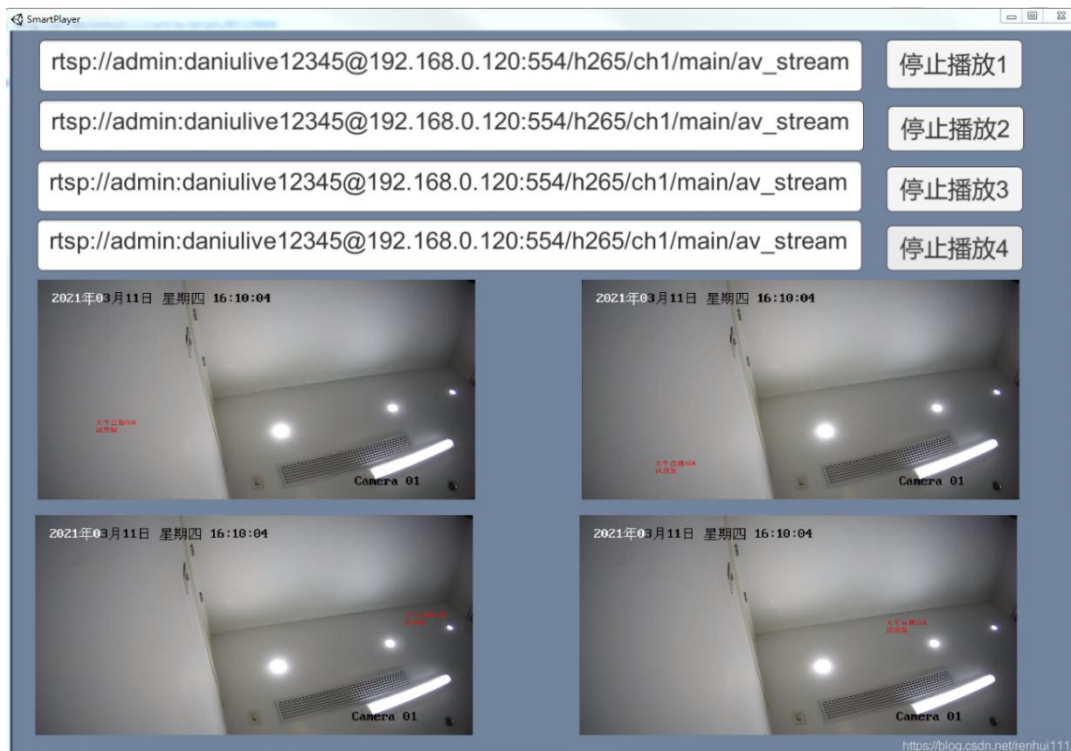 SmartPlayer
rtsp://admin:daniulive12345@192.168.0.120:554/h265/ch1/main/av_stream
停止播放1
rtsp://admin:daniulive12345@192.168.0.120:554/h265/ch1/main/av_stream
停止播放2
rtsp://admin:daniulive12345@192.168.0.120:554/h265/ch1/main/av_stream
停止播放3
rtsp://admin:daniulive12345@192.168.0.120:554/h265/ch1/main/av_stream
停止播放4
2021年03月11日 星期四 16:10:04
Camera 01
2021年03月11日 星期四 16:10:04
Camera 01
2021年03月11日 星期四 16:10:04
Camera 01
2021年03月11日 星期四 16:10:04
Camera 01
https://blog.csdn.net/renhui111